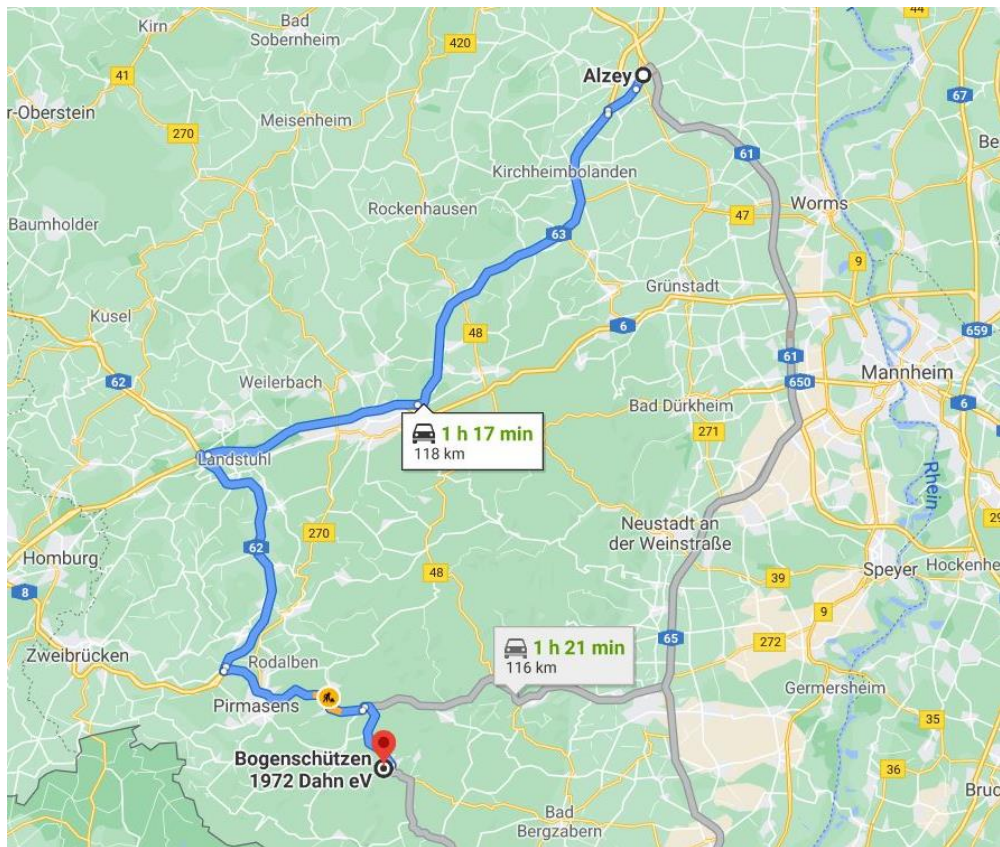 Kirn
Bad
Sobernheim
44
420
Alzey
41
67
r-Oberstein
270
Meisenheim
Be
61
Kirchheimbolanden
Rockenhausen
47
Worms
Baumholder
63
9
Grünstadt
Kusel
6
659
48
61
62
650
Mannheim
Weilerbach
6
Bad Dürkheim
1 h 17 min
118 km
271
Landstuhl
Rhein
270
Neustadt an
der Weinstraße
29
62
Homburg
48
Speyer
Hockenhe
39
8
9
65
272
1 h 21 min
116 km
Zweibrücken
Rodalben
Germersheim
Pirmasens
35
Bogenschützen
1972 Dahn eV
36
Bruc
Bad
Bergzabern